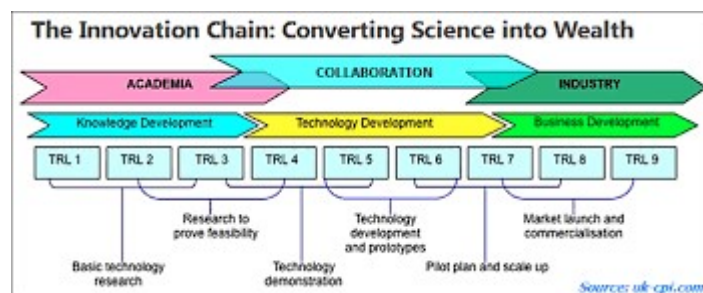 The Innovation Chain: Converting Science into Wealth
COLLABORATION
ACADEMIA
INDUSTRY
Knowledge Development
Technology Development
Business Development
TRL 1
TRL 2
TRL 3
TRL 4
TRL 5
TRL 6
TRL 7
TRL 8
TRL 9
Research to
prove feasibility
Technology
development
and prototypes
Market launch and
commercialisation
Basic technology
research
Technology
demonstration
Pilot plan and scale up
Source: uk-cpi.com